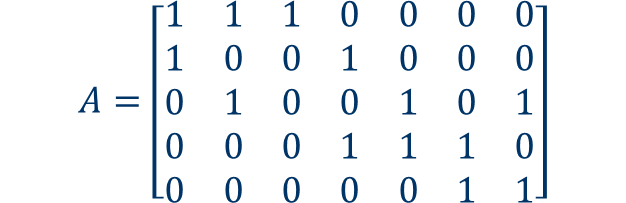 1 1 1 0 0 0 0
1 0 0 1 0 0 0
A = 0 1 0 0 1 0 1
0 0 0 1 1 1 0
0 0 0 0 0 1 1